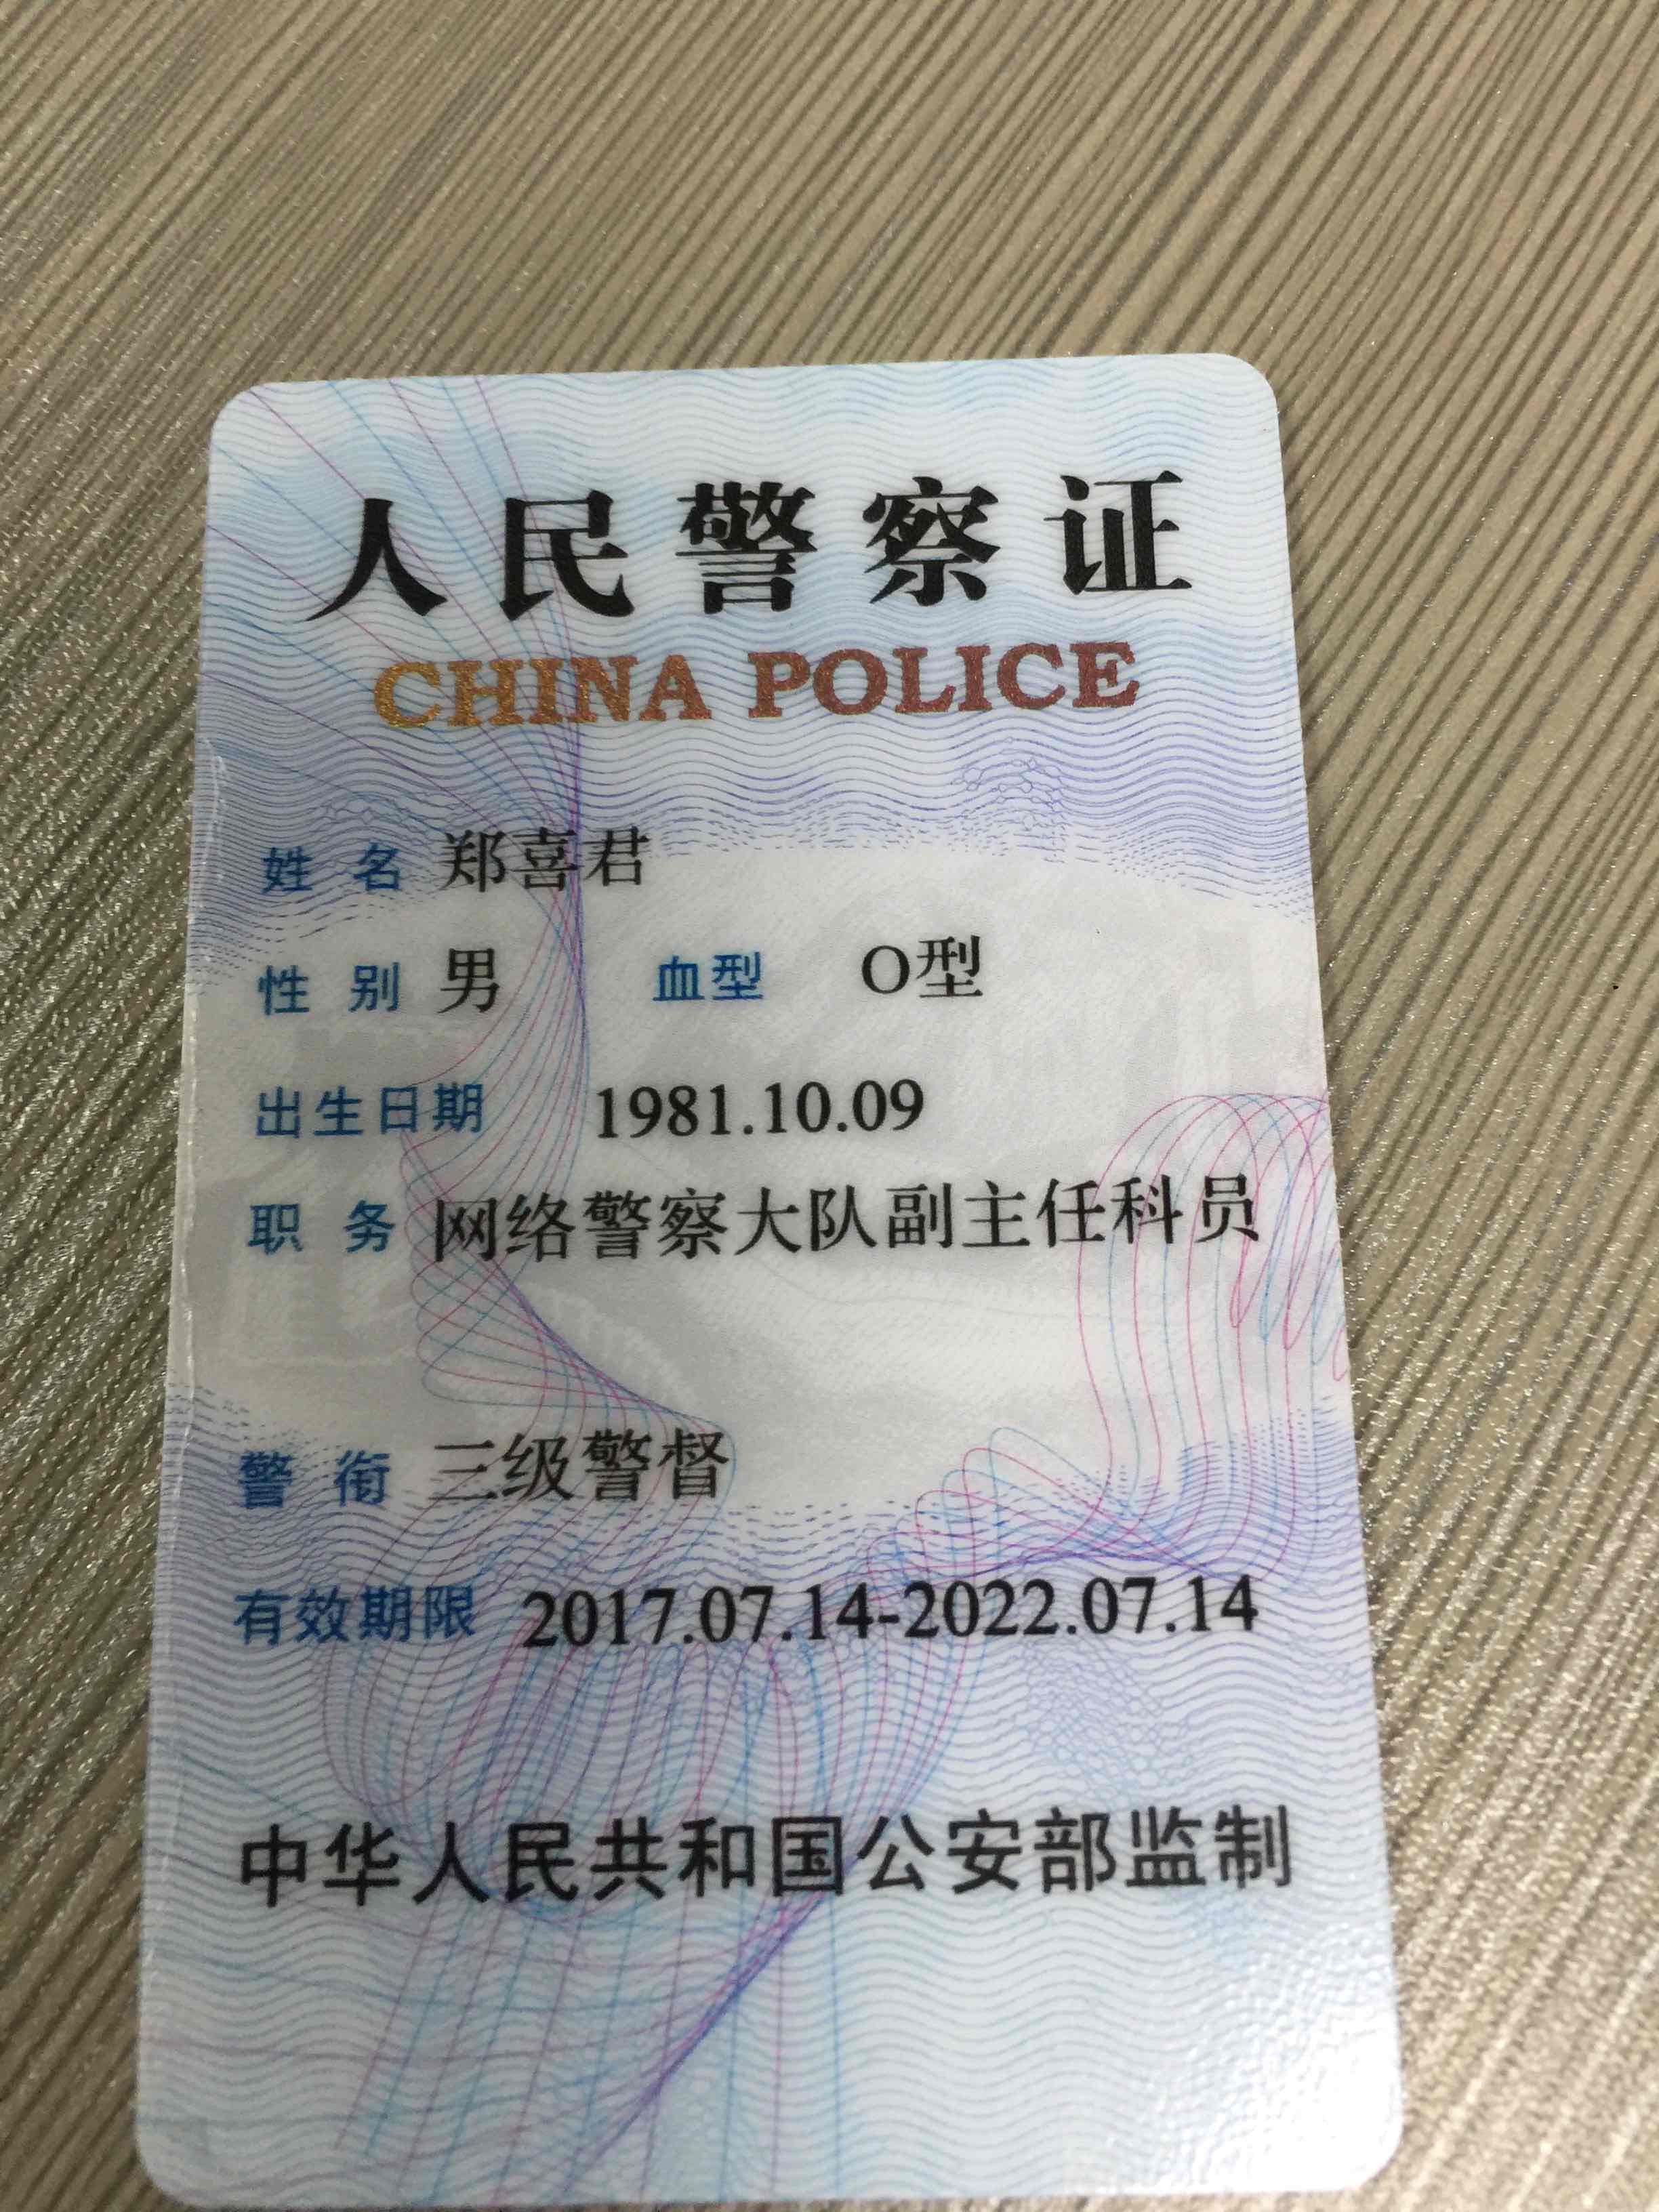 人民警察证
CHINA POLICE
姓名 郑喜君
性别 男 血型 O型
出生日期 1981.10.09
职务 网络警察大队副主任科员
警衔 三级警督
有效期限 2017.07.14-2022.07.14
中华人民共和国公安部监制